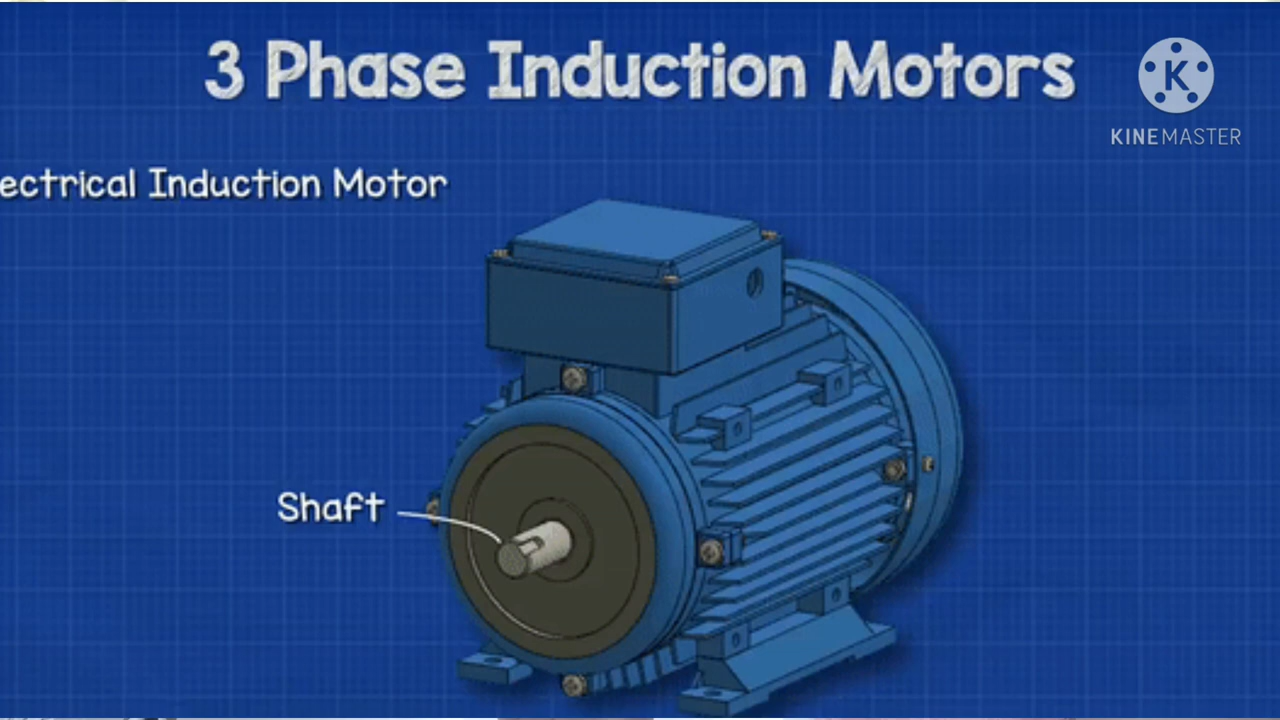 3 Phase Induction Motors
K
KINEMASTER
ectrical Induction Motor
Shaft